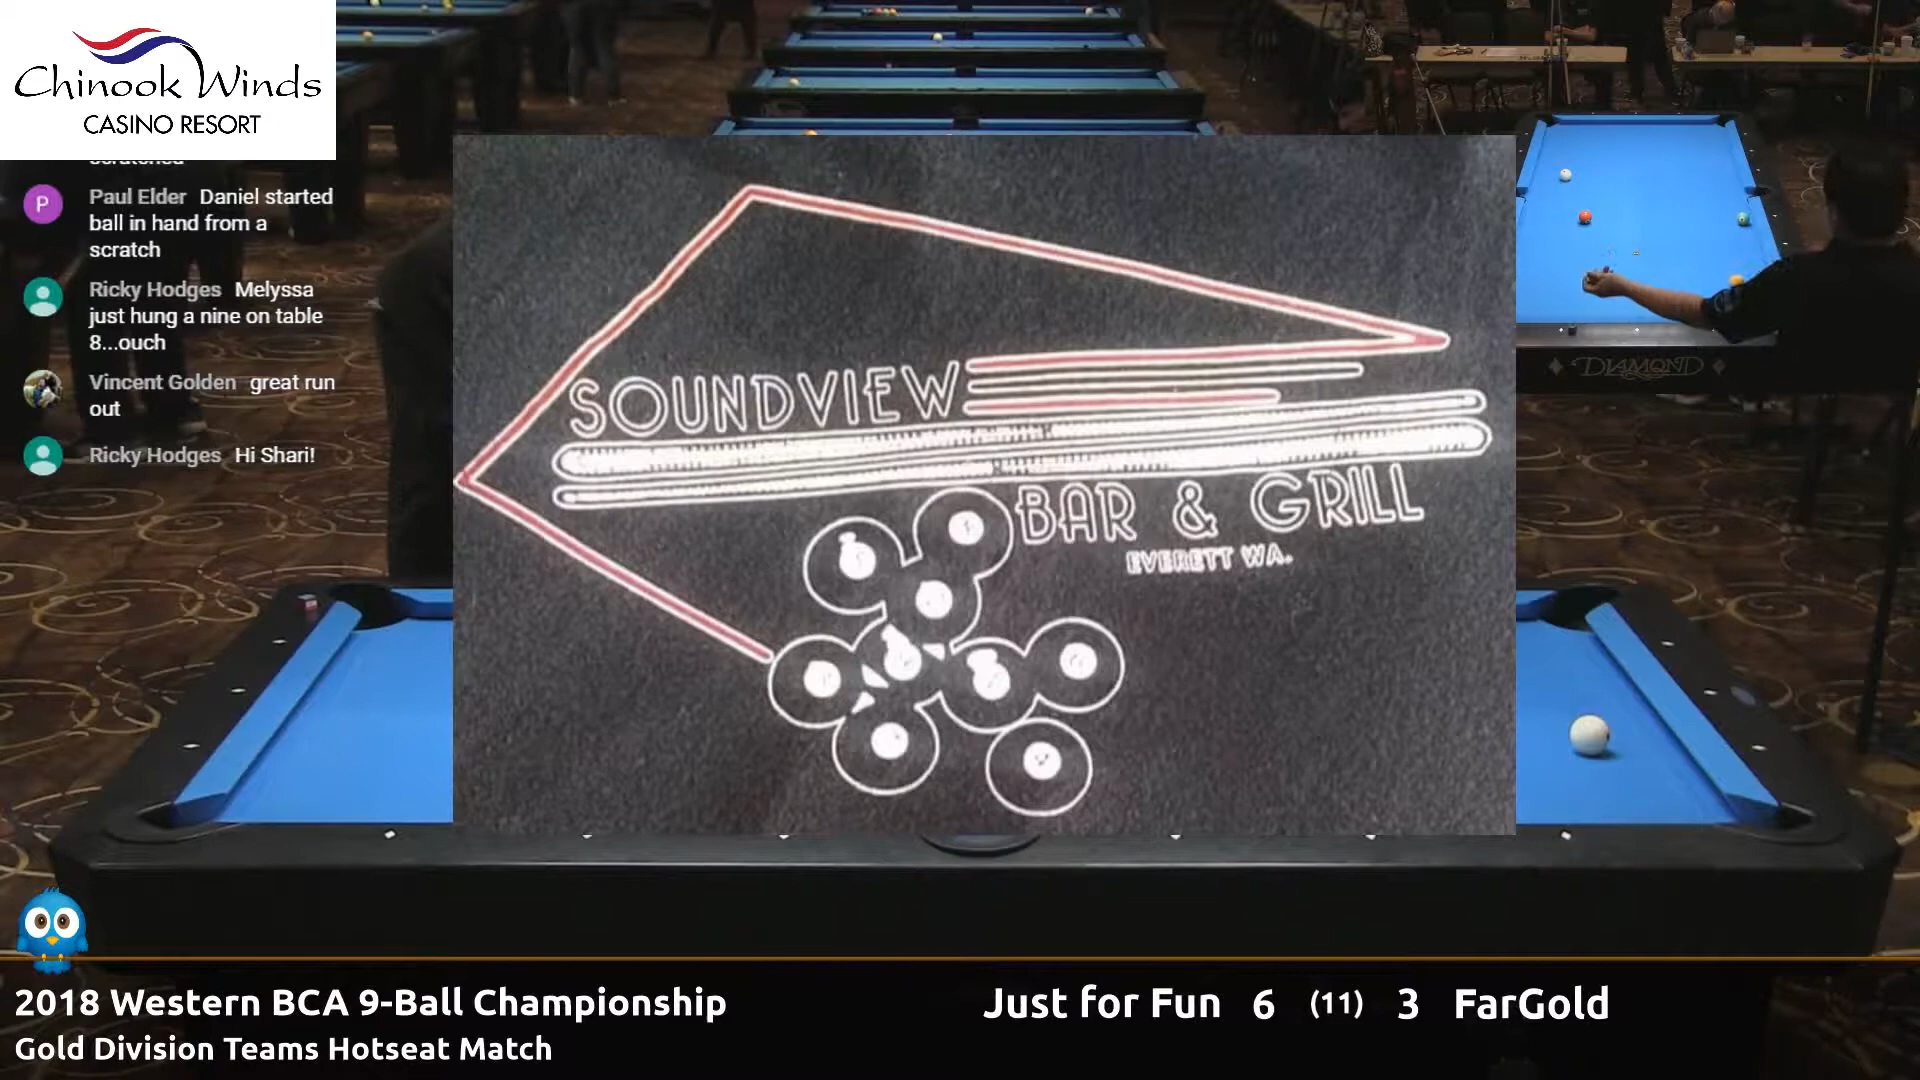 Chinook Winds
CASINO RESORT
scratched
Paul Elder Daniel started
ball in hand from a
scratch
Ricky Hodges Melyssa
just hung a nine on table
8...ouch
Vincent Golden great run
out
Ricky Hodges Hi Shari!
P
SOUNDVIEW
BAR & GRILL
EVERETT WA.
DIAMOND
2018 Western BCA 9-Ball Championship
Gold Division Teams Hotseat Match
Just for Fun 6 (11) 3 FarGold